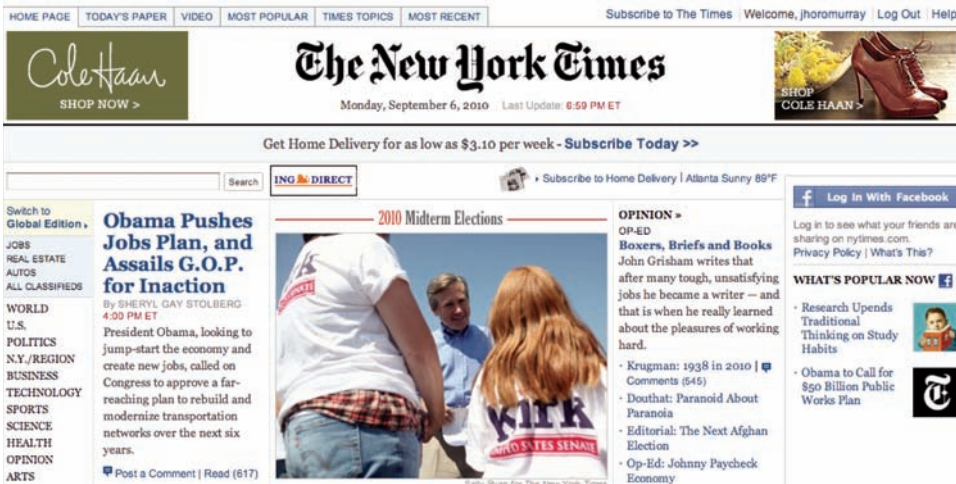 HOME PAGE TODAY'S PAPER VIDEO MOST POPULAR TIMES TOPICS MOST RECENT
Subscribe to The Times Welcome, jhoromurray Log Out Help
Cole Haan
SHOP NOW >
The New York Times
Monday, September 6, 2010 Last Update: 6:59 PM ET
SHOP
COLE HAAN >
Get Home Delivery for as low as $3.10 per week - Subscribe Today >>
Search
ING DIRECT
Subscribe to Home Delivery | Atlanta Sunny 89°F
Switch to
Global Edition
JOBS
REAL ESTATE
AUTOS
ALL CLASSIFIEDS
WORLD
U.S.
POLITICS
N.Y./REGION
BUSINESS
TECHNOLOGY
SPORTS
SCIENCE
HEALTH
OPINION
ARTS
Obama Pushes
Jobs Plan, and
Assails G.O.P.
for Inaction
By SHERYL GAY STOLBERG
4:00 PM ET
President Obama, looking to
jump-start the economy and
create new jobs, called on
Congress to approve a far-
reaching plan to rebuild and
modernize transportation
networks over the next six
years.
Post a Comment | Read (617)
2010 Midterm Elections
Kirk
UNITED STATES SENATE
OPINION »
OP-ED
Boxers, Briefs and Books
John Grisham writes that
after many tough, unsatisfying
jobs he became a writer — and
that is when he really learned
about the pleasures of working
hard.
· Krugman: 1938 in 2010 |
Comments (545)
· Douthat: Paranoid About
Paranoia
· Editorial: The Next Afghan
Election
· Op-Ed: Johnny Paycheck
Economy
f Log In With Facebook
Log in to see what your friends are
sharing on nytimes.com.
Privacy Policy | What's This?
WHAT'S POPULAR NOW f
· Research Upends
Traditional
Thinking on Study
Habits
· Obama to Call for
$50 Billion Public
Works Plan
T